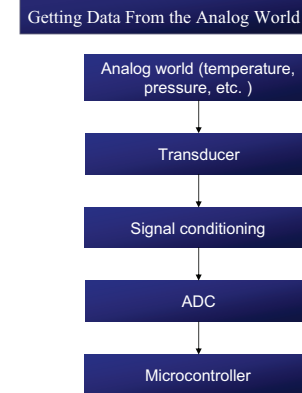 Getting Data From the Analog World
Analog world (temperature,
pressure, etc. )
Transducer
Signal conditioning
ADC
Microcontroller